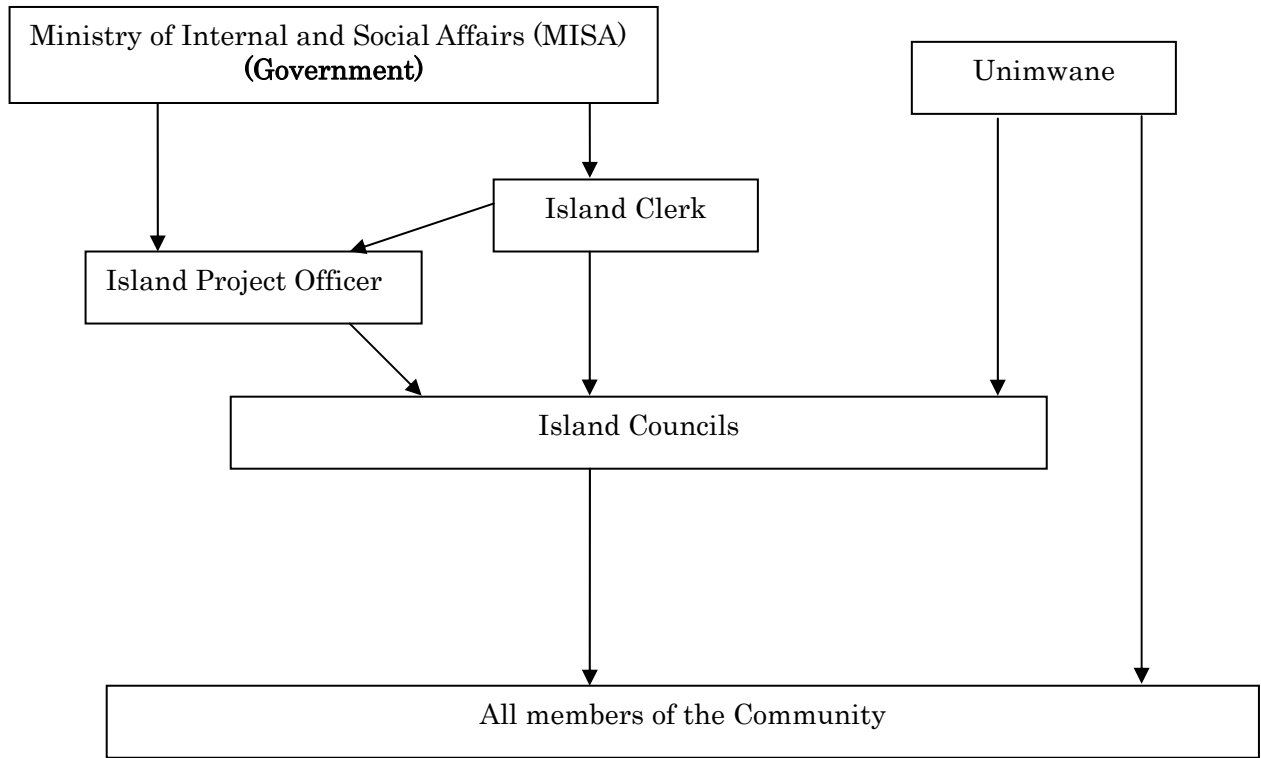 Ministry of Internal and Social Affairs (MISA)
(Government)
Unimwane
Island Clerk
Island Project Officer
Island Councils
All members of the Community